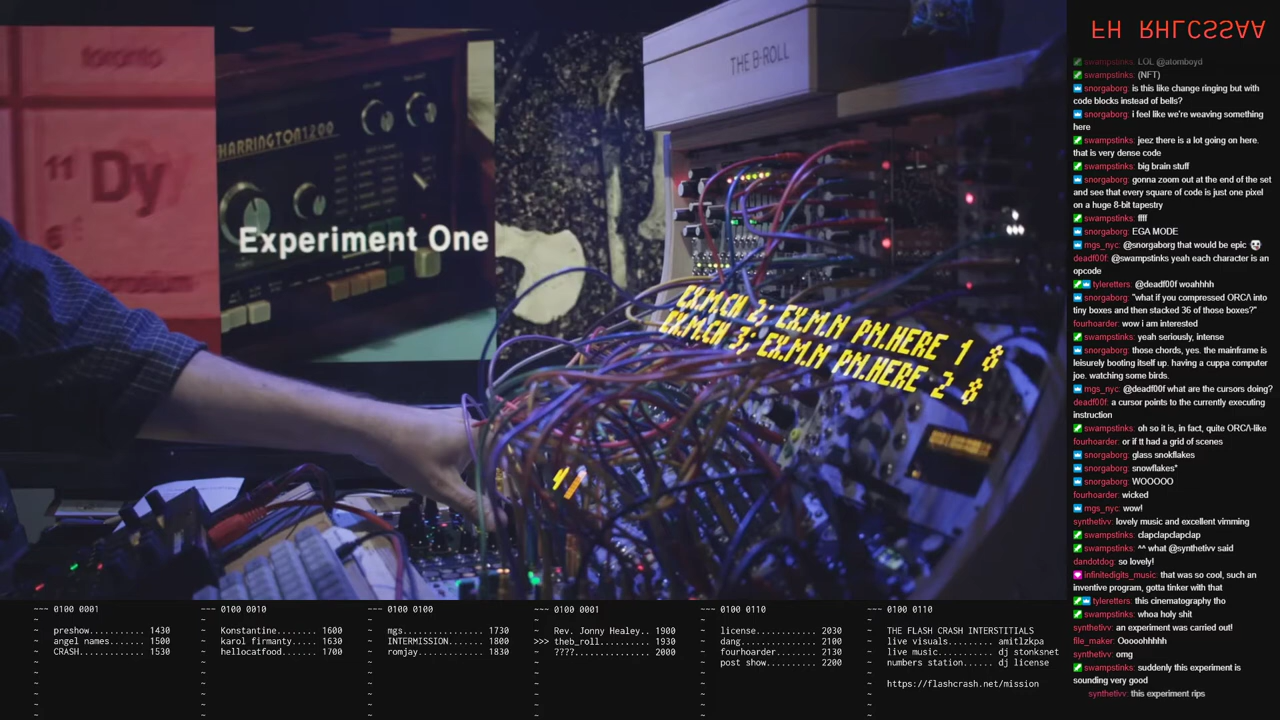 toronto
11
Dy
6
HARRINGTON1200
Experiment One
THE B-ROLL
EX.M.CH 2; EX.M.N PN.HERE 1 $
EX.M.CH 3; EX.M.N PN.HERE 2 $
FH RHLCSSAA
swampstinks: LOL @atomboyd
swampstinks: (NFT)
snorgaborg: is this like change ringing but with
code blocks instead of bells?
snorgaborg: i feel like we're weaving something
here
swampstinks: jeez there is a lot going on here.
that is very dense code
swampstinks: big brain stuff
snorgaborg: gonna zoom out at the end of the set
and see that every square of code is just one pixel
on a huge 8-bit tapestry
swampstinks: ffff
snorgaborg: EGA MODE
mgs_nyc: @snorgaborg that would be epic
deadf00f: @swampstinks yeah each character is an
opcode
tyleretters: @deadf00f woahhhh
snorgaborg: "what if you compressed ORC/\ into
tiny boxes and then stacked 36 of those boxes?"
fourhoarder: wow i am interested
swampstinks: yeah seriously, intense
snorgaborg: those chords, yes. the mainframe is
leisurely booting itself up. having a cuppa computer
joe. watching some birds.
mgs_nyc: @deadf00f what are the cursors doing?
deadf00f: a cursor points to the currently executing
instruction
swampstinks: oh so it is, in fact, quite ORC/\-like
fourhoarder: or if tt had a grid of scenes
snorgaborg: glass snokflakes
snorgaborg: snowflakes*
snorgaborg: WOOOOO
fourhoarder: wicked
mgs_nyc: wow!
synthetivv: lovely music and excellent vimming
swampstinks: clapclapclapclap
swampstinks: ^^ what @synthetivv said
dandotdog: so lovely!
infinitedigits_music: that was so cool, such an
inventive program, gotta tinker with that
tyleretters: this cinematography tho
swampstinks: whoa holy shit
synthetivv: an experiment was carried out!
file_maker: Ooooohhhhh
synthetivv: omg
swampstinks: suddenly this experiment is
sounding very good
synthetivv: this experiment rips
~~~ 0100 0001
preshow.......... 1430
angel names...... 1500
CRASH............ 1530
~~~ 0100 0010
Konstantine...... 1600
karol firmanty... 1630
hellocatfood..... 1700
~~~ 0100 0100
mgs.............. 1730
INTERMISSION..... 1800
romjay........... 1830
~~~ 0100 0001
Rev. Jonny Healey.. 1900
>>> theb_roll.......... 1930
????............... 2000
~~~ 0100 0110
license.......... 2030
dang............. 2100
fourhoarder...... 2130
post show........ 2200
~~~ 0100 0110
THE FLASH CRASH INTERSTITIALS
live visuals...... amitlzkpa
live music..... dj stonksnet
numbers station..... dj license
https://flashcrash.net/mission